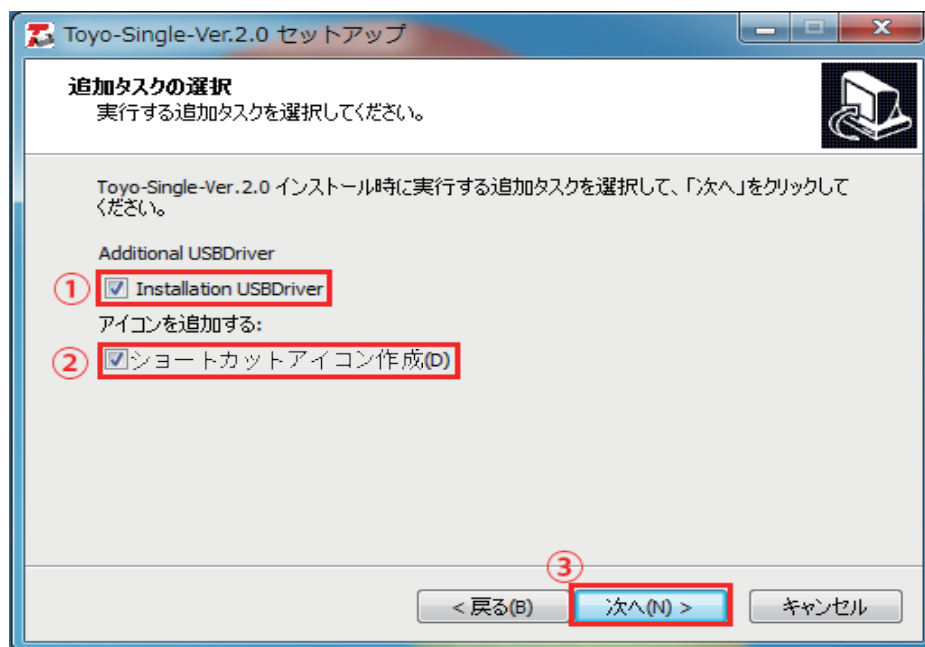 Toyo-Single-Ver.2.0 セットアップ
追加タスクの選択
実行する追加タスクを選択してください。
Toyo-Single-Ver.2.0 インストール時に実行する追加タスクを選択して、「次へ」をクリックして
ください。
Additional USBDriver
① Installation USBDriver
アイコンを追加する:
② ショートカットアイコン作成(D)
③
< 戻る(B) 次へ(N) > キャンセル